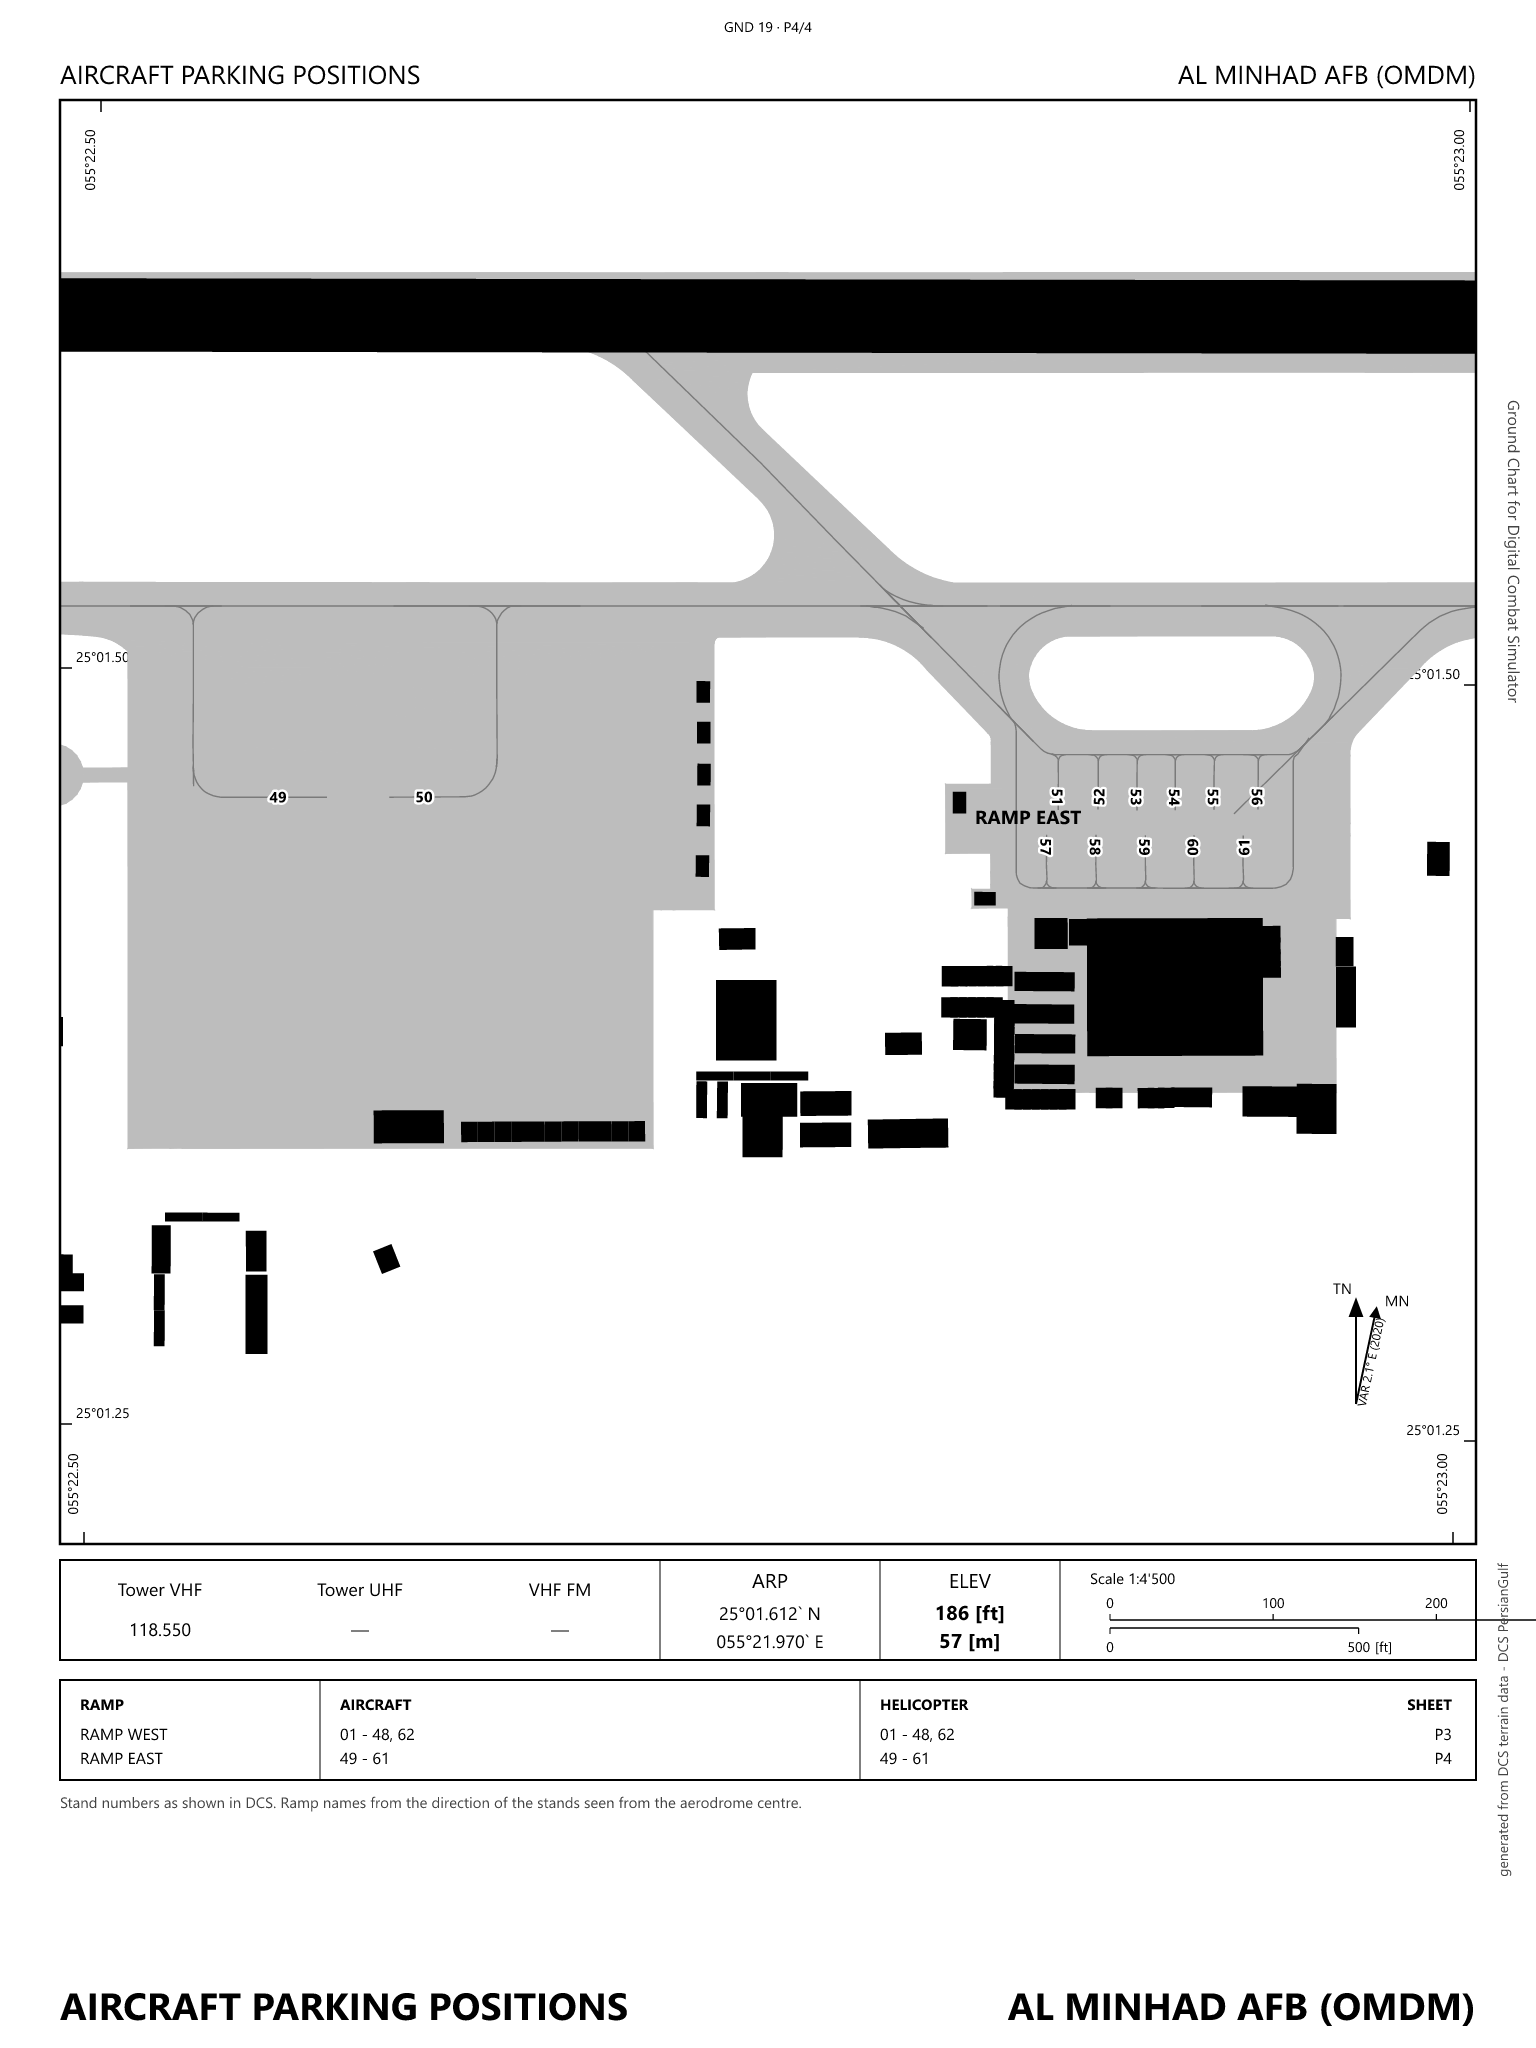 GND 19 · P4/4
AIRCRAFT PARKING POSITIONS
AL MINHAD AFB (OMDM)
055°22.50
055°23.00
Ground Chart for Digital Combat Simulator
25°01.50
5°01.50
49
50
51
52
53
54
55
56
RAMP EAST
57
58
59
60
61
TN
MN
VAR 2.1° E (2020)
25°01.25
25°01.25
055°22.50
055°23.00
Tower VHF
118.550
Tower UHF
—
VHF FM
—
ARP
25°01.612` N
055°21.970` E
ELEV
186 [ft]
57 [m]
Scale 1:4'500
0 100 200
0 500 [ft]
generated from DCS terrain data - DCS PersianGulf
RAMP AIRCRAFT HELICOPTER SHEET
RAMP WEST 01 - 48, 62 01 - 48, 62 P3
RAMP EAST 49 - 61 49 - 61 P4
Stand numbers as shown in DCS. Ramp names from the direction of the stands seen from the aerodrome centre.
AIRCRAFT PARKING POSITIONS
AL MINHAD AFB (OMDM)